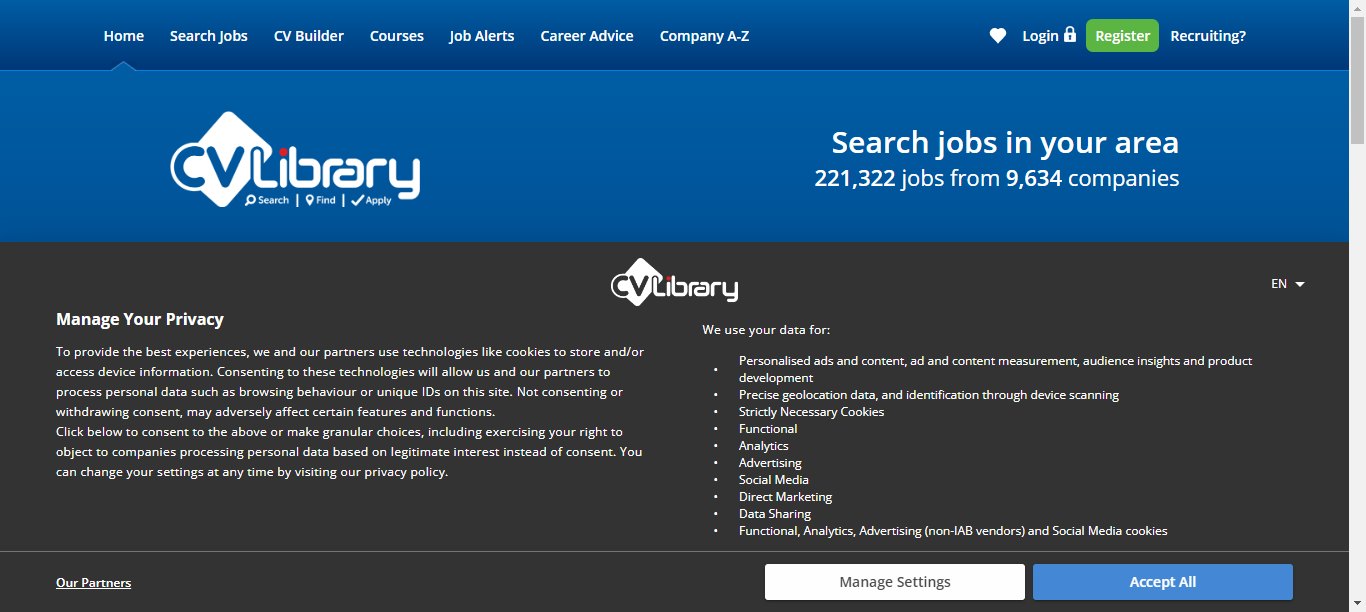 Home Search Jobs CV Builder Courses Job Alerts Career Advice Company A-Z Login Register Recruiting?
CVLibrary
Search | Find | Apply
Search jobs in your area
221,322 jobs from 9,634 companies
CVLibrary
EN
Manage Your Privacy
To provide the best experiences, we and our partners use technologies like cookies to store and/or
access device information. Consenting to these technologies will allow us and our partners to
process personal data such as browsing behaviour or unique IDs on this site. Not consenting or
withdrawing consent, may adversely affect certain features and functions.
Click below to consent to the above or make granular choices, including exercising your right to
object to companies processing personal data based on legitimate interest instead of consent. You
can change your settings at any time by visiting our privacy policy.
We use your data for:
• Personalised ads and content, ad and content measurement, audience insights and product
development
• Precise geolocation data, and identification through device scanning
• Strictly Necessary Cookies
• Functional
• Analytics
• Advertising
• Social Media
• Direct Marketing
• Data Sharing
• Functional, Analytics, Advertising (non-IAB vendors) and Social Media cookies
Our Partners
Manage Settings
Accept All